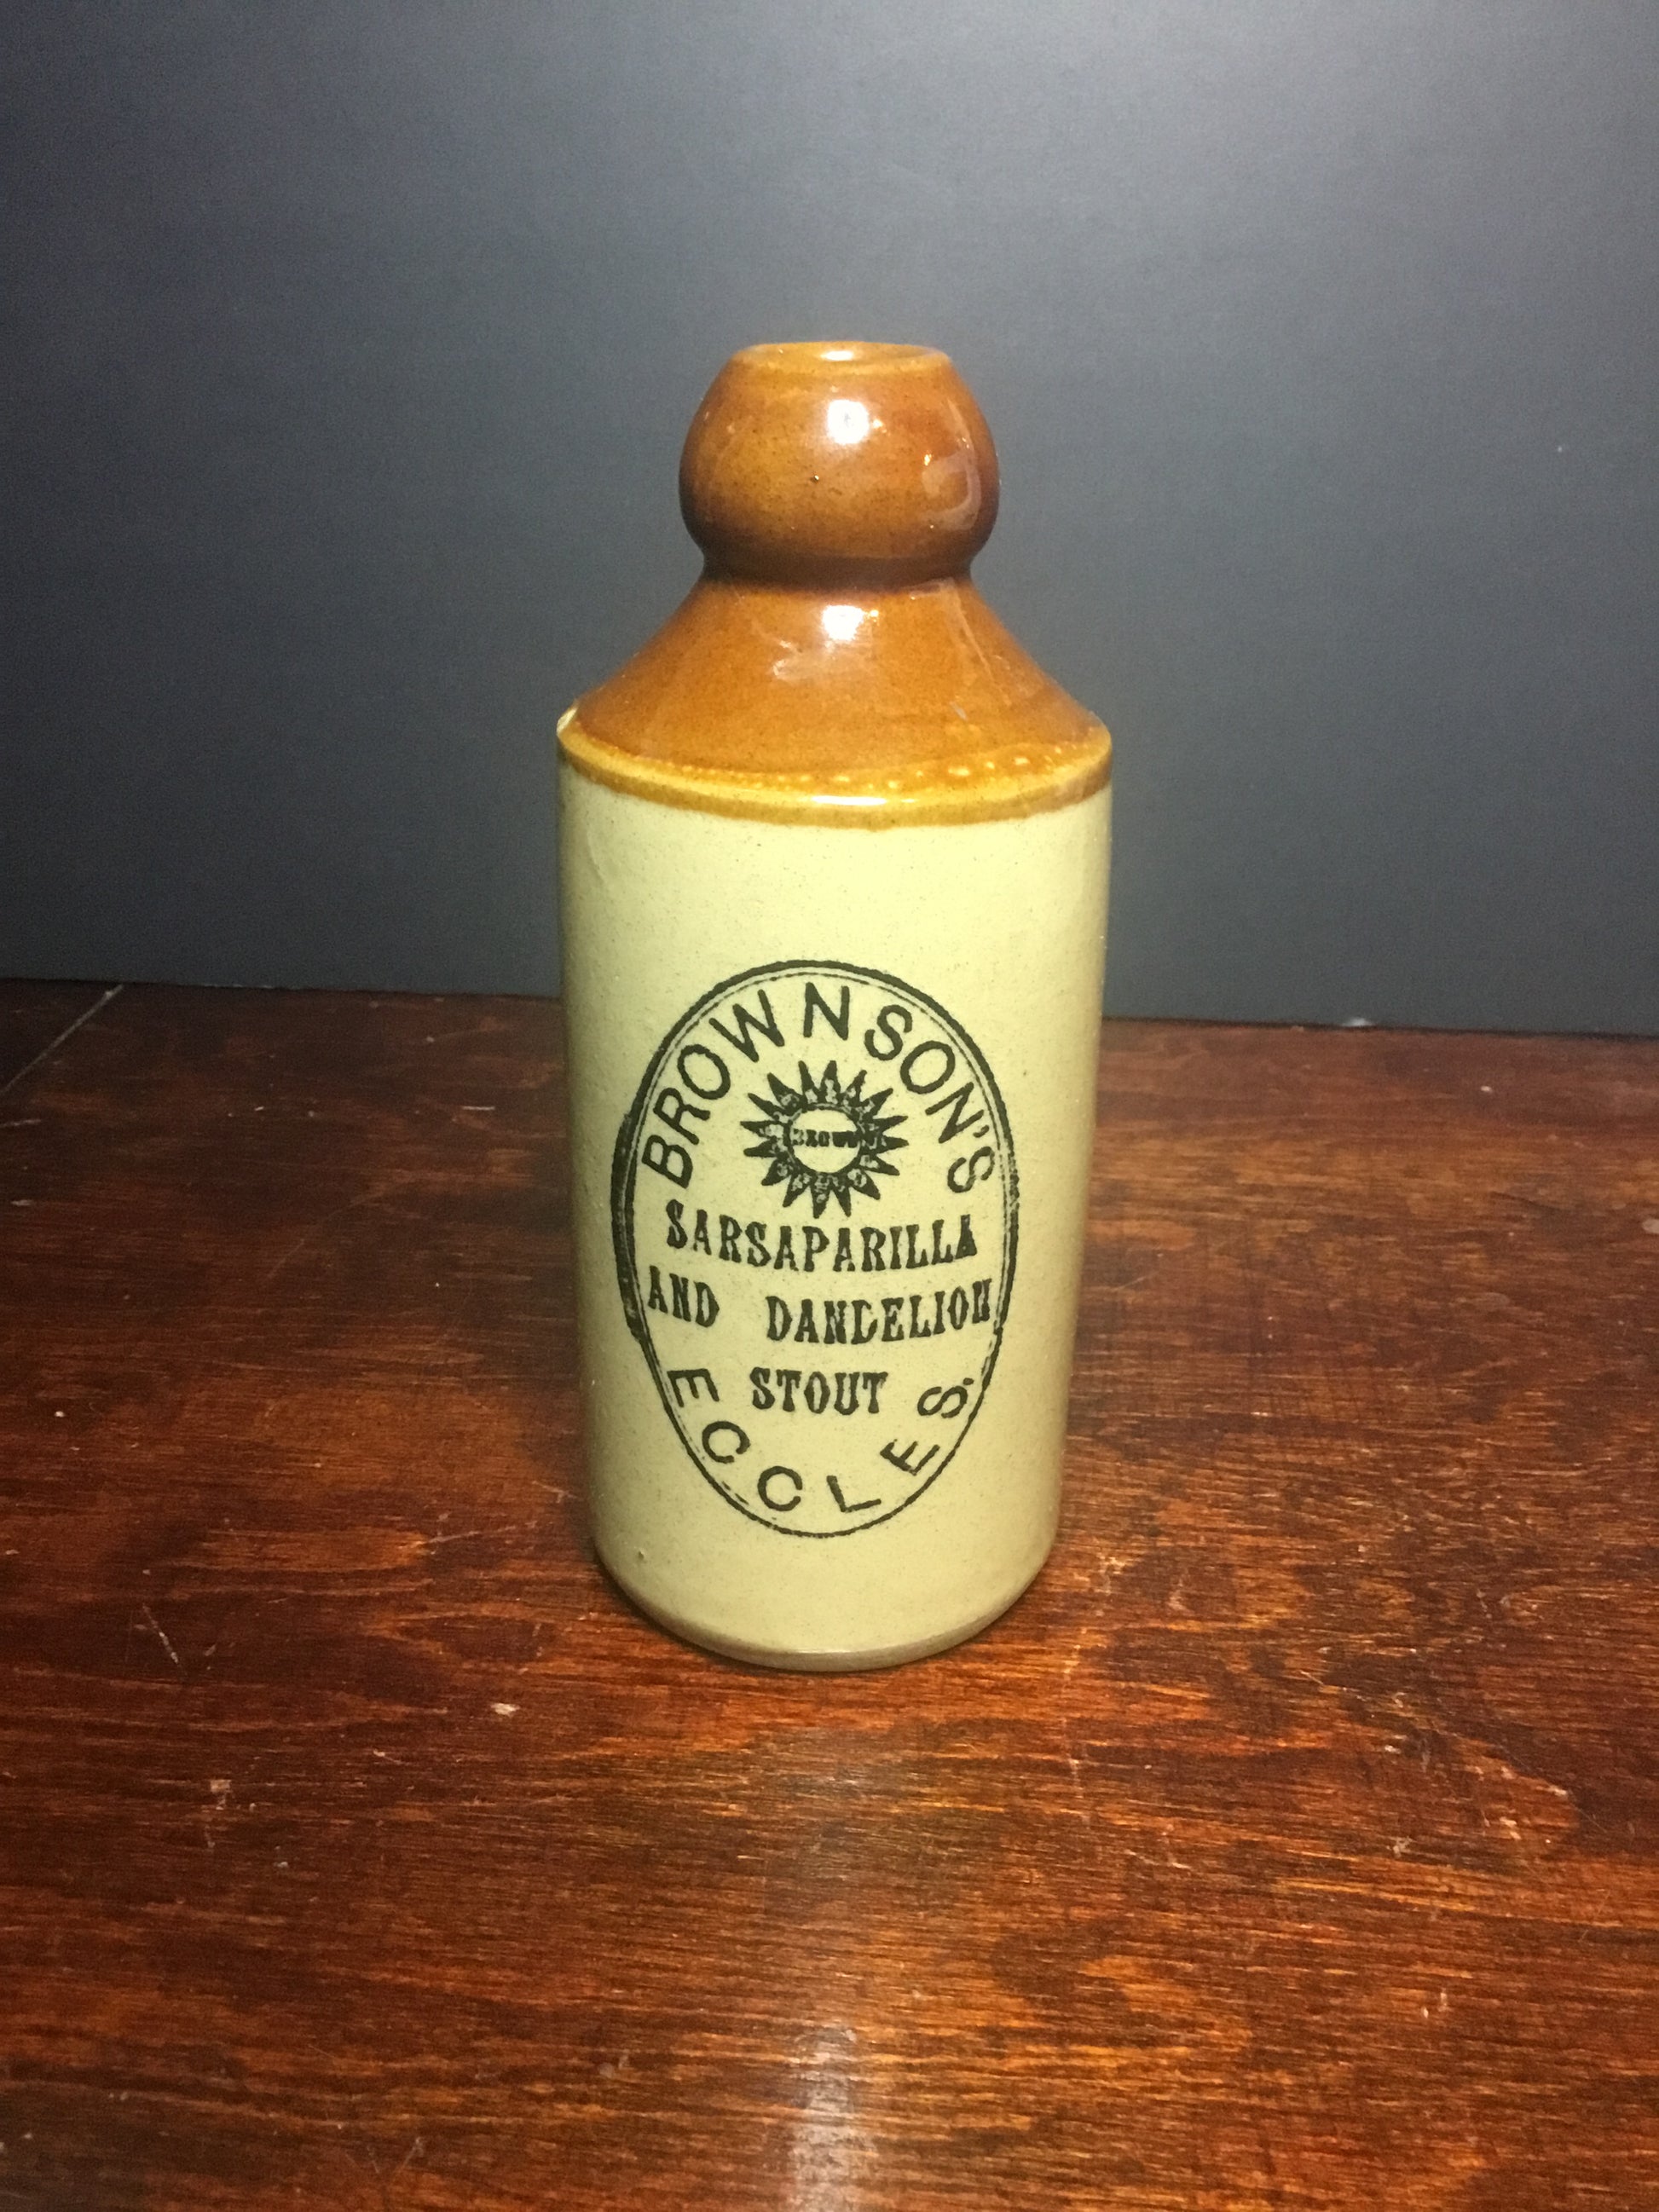 BROWNSON'S
SARSAPARILLA
AND DANDELION
STOUT
ECCLES.